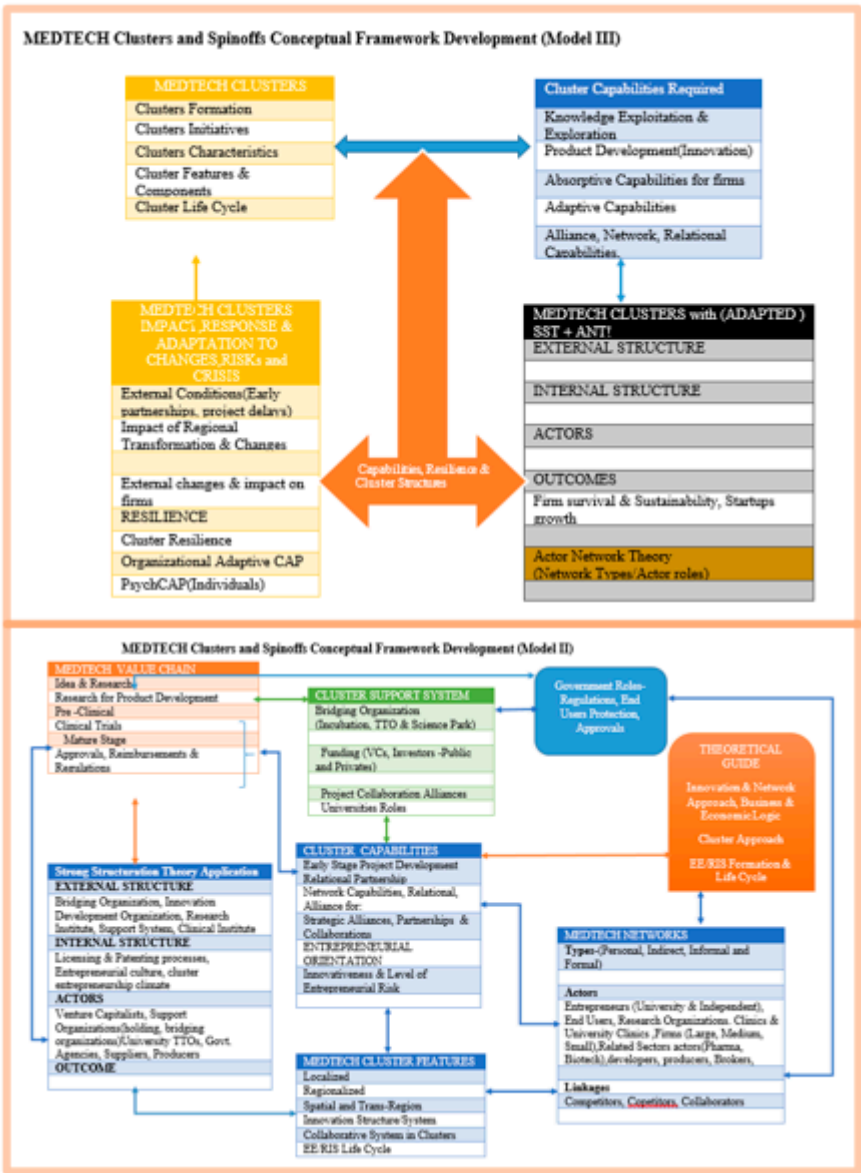 MEDTECH Clusters and Spinoffs Conceptual Framework Development (Model III)
MEDTECH CLUSTERS
Clusters Formation
Clusters Initiatives
Clusters Characteristics
Cluster Features &
Components
Cluster Life Cycle
Cluster Capabilities Required
Knowledge Exploitation &
Exploration
Product Development(Innovation)
Absorptive Capabilities for firms
Adaptive Capabilities
Alliance, Network, Relational
Capabilities.
MEDTECH CLUSTERS
IMPACT ,RESPONSE &
ADAPTATION TO
CHANGES,RISKs and
CRISIS
External Conditions(Early
partnerships, project delays)
Impact of Regional
Transformation & Changes
External changes & impact on
firms
RESILIENCE
Cluster Resilience
Organizational Adaptive CAP
PsychCAP(Individuals)
Capabilities, Resilience &
Cluster Structures
MEDTECH CLUSTERS with (ADAPTED )
SST + ANT!
EXTERNAL STRUCTURE
INTERNAL STRUCTURE
ACTORS
OUTCOMES
Firm survival & Sustainability, Startups
growth
Actor Network Theory
(Network Types/Actor roles)
MEDTECH Clusters and Spinoffs Conceptual Framework Development (Model II)
MEDTECH VALUE CHAIN
Idea & Research
Research for Product Development
Pre -Clinical
Clinical Trials
Mature Stage
Approvals, Reimbursements &
Regulations
CLUSTER SUPPORT SYSTEM
Bridging Organization
(Incubation, TTO & Science Park)
Funding (VCs, Investors -Public
and Privates)
Project Collaboration Alliances
Universities Roles
Government Roles-
Regulations, End
Users Protection,
Approvals
THEORETICAL
GUIDE
Innovation & Network
Approach, Business &
Economic Logic
Cluster Approach
EE/RIS Formation &
Life Cycle
Strong Structuration Theory Application
EXTERNAL STRUCTURE
Bridging Organization, Innovation
Development Organization, Research
Institute, Support System, Clinical Institute
INTERNAL STRUCTURE
Licensing & Patenting processes,
Entrepreneurial culture, cluster
entrepreneurship climate
ACTORS
Venture Capitalists, Support
Organizations(holding, bridging
organizations)University TTOs, Govt.
Agencies, Suppliers, Producers
OUTCOME
CLUSTER CAPABILITIES
Early Stage Project Development
Relational Partnership
Network Capabilities, Relational,
Alliance for:
Strategic Alliances, Partnerships &
Collaborations
ENTREPRENEURIAL
ORIENTATION
Innovativeness & Level of
Entrepreneurial Risk
MEDTECH CLUSTER FEATURES
Localized
Regionalized
Spatial and Trans-Region
Innovation Structure/System
Collaborative System in Clusters
EE/RIS Life Cycle
MEDTECH NETWORKS
Types-(Personal, Indirect, Informal and
Formal)
Actors
Entrepreneurs (University & Independent),
End Users, Research Organizations. Clinics &
University Clinics ,Firms (Large, Medium,
Small),Related Sectors actors(Pharma,
Biotech),developers, producers, Brokers,
Linkages
Competitors, Copetitors, Collaborators